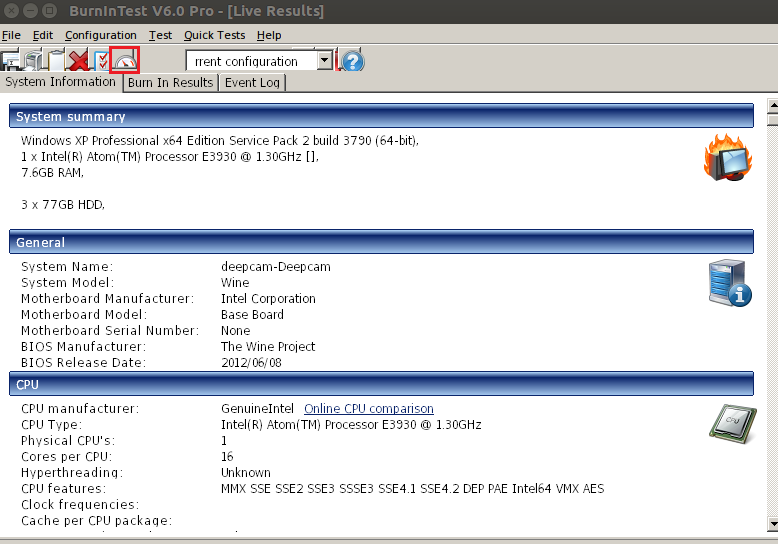 BurnInTest V6.0 Pro - [Live Results]
File Edit Configuration Test Quick Tests Help
rrent configuration
System Information Burn In Results Event Log
System summary
Windows XP Professional x64 Edition Service Pack 2 build 3790 (64-bit),
1 x Intel(R) Atom(TM) Processor E3930 @ 1.30GHz [],
7.6GB RAM,
3 x 77GB HDD,
General
System Name: deepcam-Deepcam
System Model: Wine
Motherboard Manufacturer: Intel Corporation
Motherboard Model: Base Board
Motherboard Serial Number: None
BIOS Manufacturer: The Wine Project
BIOS Release Date: 2012/06/08
CPU
CPU manufacturer: GenuineIntel Online CPU comparison
CPU Type: Intel(R) Atom(TM) Processor E3930 @ 1.30GHz
Physical CPU's: 1
Cores per CPU: 16
Hyperthreading: Unknown
CPU features: MMX SSE SSE2 SSE3 SSSE3 SSE4.1 SSE4.2 DEP PAE Intel64 VMX AES
Clock frequencies:
Cache per CPU package:
CPU